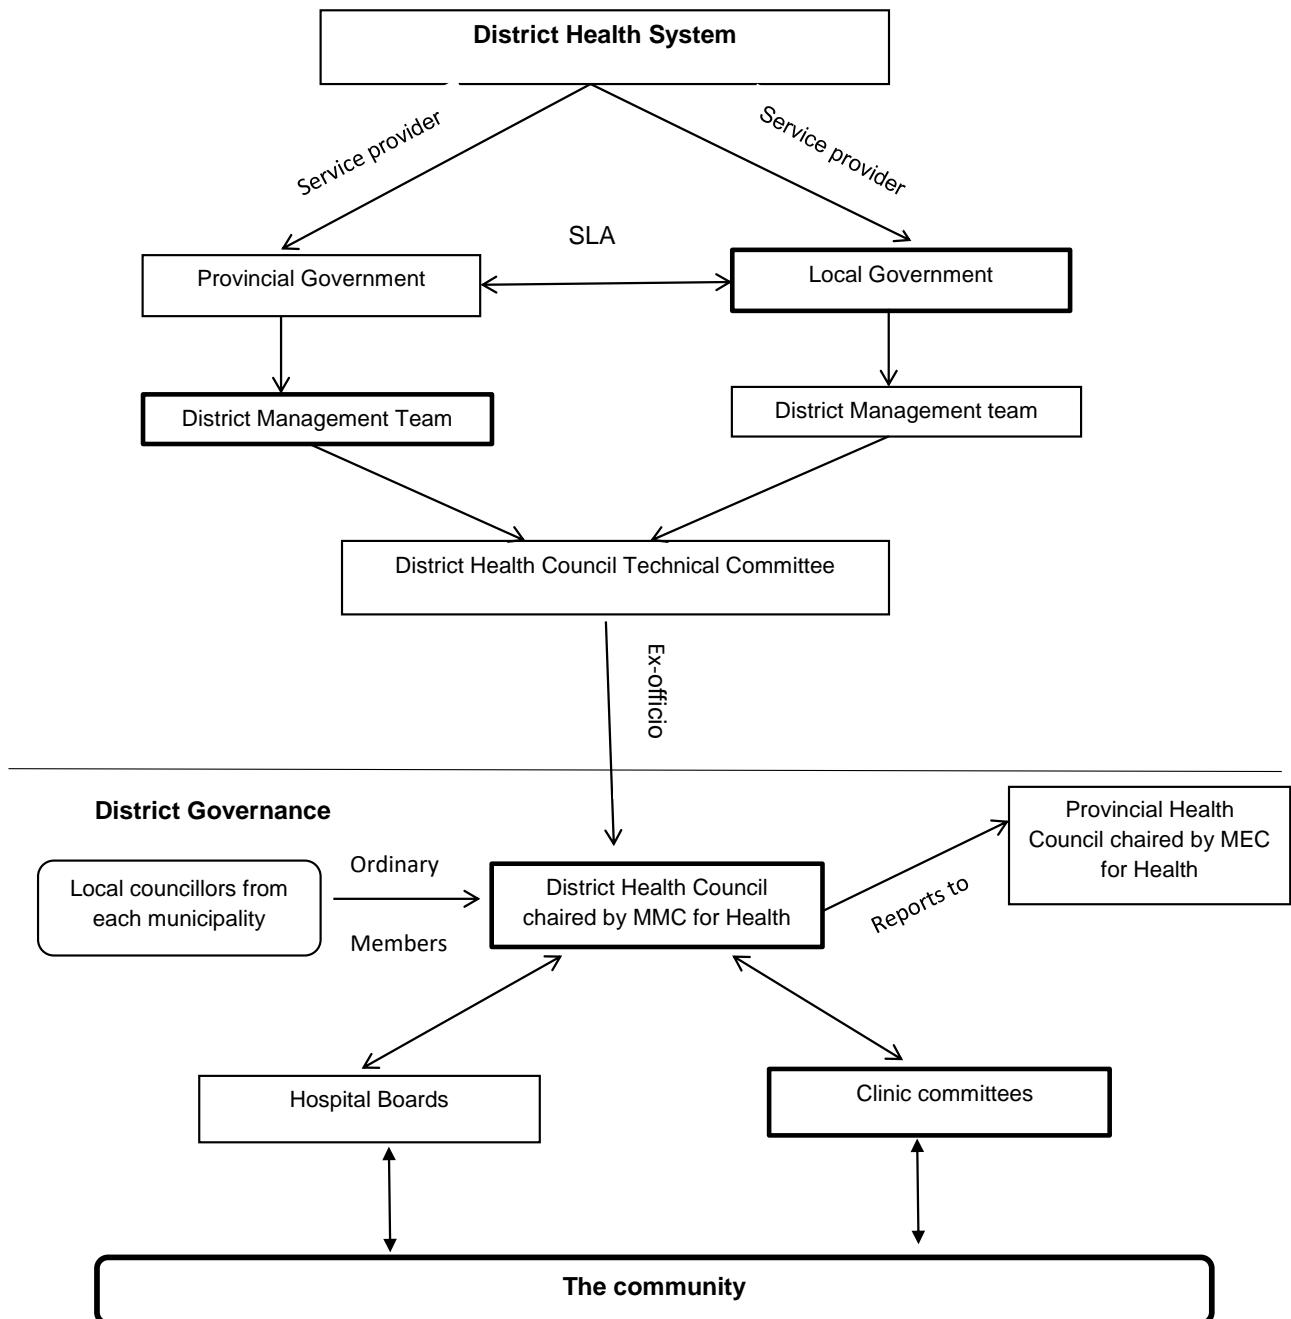 District Health System
Service provider
Service provider
SLA
Provincial Government
Local Government
District Management Team
District Management team
District Health Council Technical Committee
Ex-officio
District Governance
Provincial Health
Council chaired by MEC
for Health
Local councillors from
each municipality
Ordinary
Members
District Health Council
chaired by MMC for Health
Reports to
Hospital Boards
Clinic committees
The community